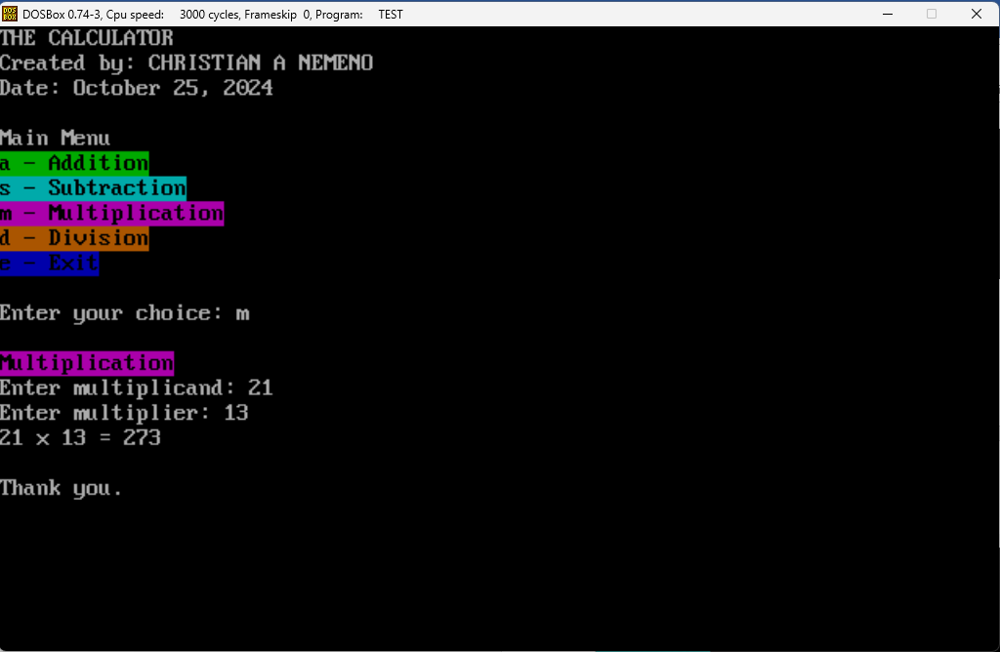 DOS BOX DOSBox 0.74-3, Cpu speed: 3000 cycles, Frameskip 0, Program: TEST
THE CALCULATOR
Created by: CHRISTIAN A NEMENO
Date: October 25, 2024
Main Menu
a - Addition
s - Subtraction
m - Multiplication
d - Division
e - Exit
Enter your choice: m
Multiplication
Enter multiplicand: 21
Enter multiplier: 13
21 x 13 = 273
Thank you.